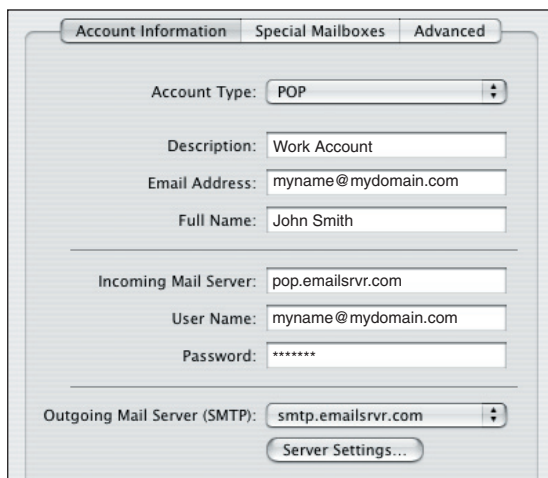 Account Information Special Mailboxes Advanced
Account Type: POP
Description: Work Account
Email Address: myname@mydomain.com
Full Name: John Smith
Incoming Mail Server: pop.emailsrvr.com
User Name: myname@mydomain.com
Password: *******
Outgoing Mail Server (SMTP): smtp.emailsrvr.com
Server Settings...